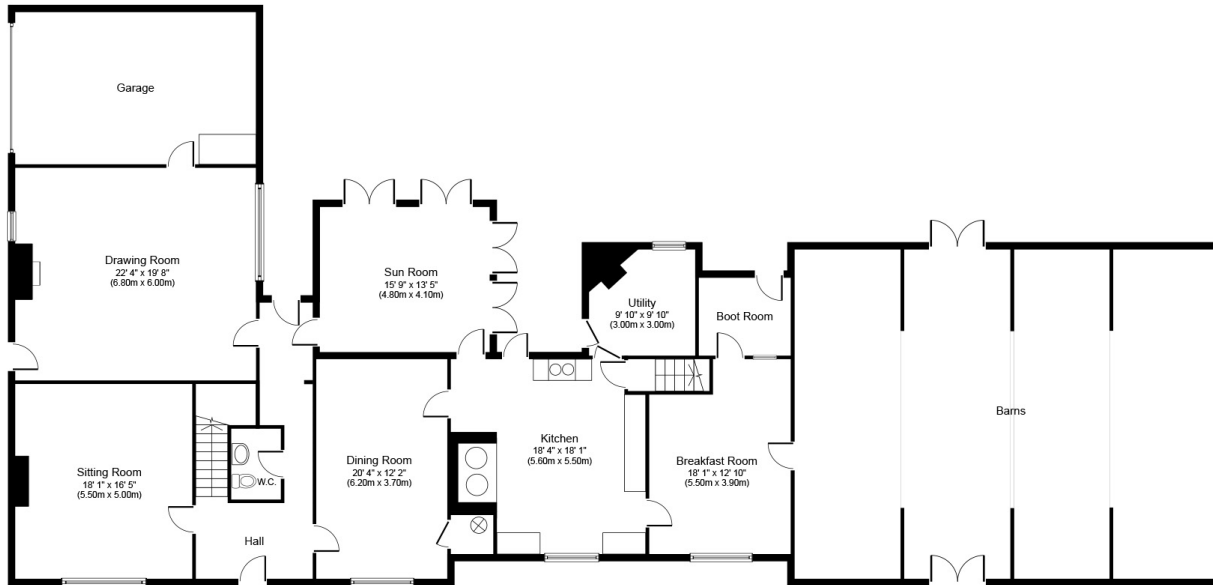 Garage
Drawing Room
22' 4" x 19' 8"
(6.80m x 6.00m)
Sun Room
15' 9" x 13' 5"
(4.80m x 4.10m)
Utility
9' 10" x 9' 10"
(3.00m x 3.00m)
Boot Room
Sitting Room
18' 1" x 16' 5"
(5.50m x 5.00m)
W.C.
Hall
Dining Room
20' 4" x 12' 2"
(6.20m x 3.70m)
Kitchen
18' 4" x 18' 1"
(5.60m x 5.50m)
Breakfast Room
18' 1" x 12' 10"
(5.50m x 3.90m)
Barns